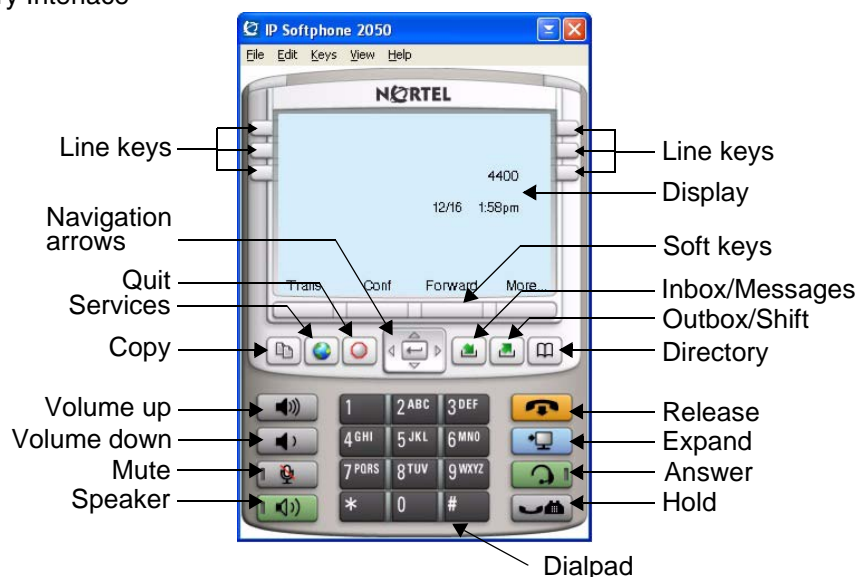 IP Softphone 2050
File Edit Keys View Help
NORTEL
Line keys
Line keys
4400
Display
12/16 1:58pm
Navigation
arrows
Soft keys
Trans Conf Forward More...
Quit
Services
Copy
Inbox/Messages
Outbox/Shift
Directory
Volume up
Volume down
Mute
Speaker
1 2 ABC 3 DEF
4 GHI 5 JKL 6 MNO
7 PQRS 8 TUV 9 WXYZ
* 0 #
Release
Expand
Answer
Hold
Dialpad